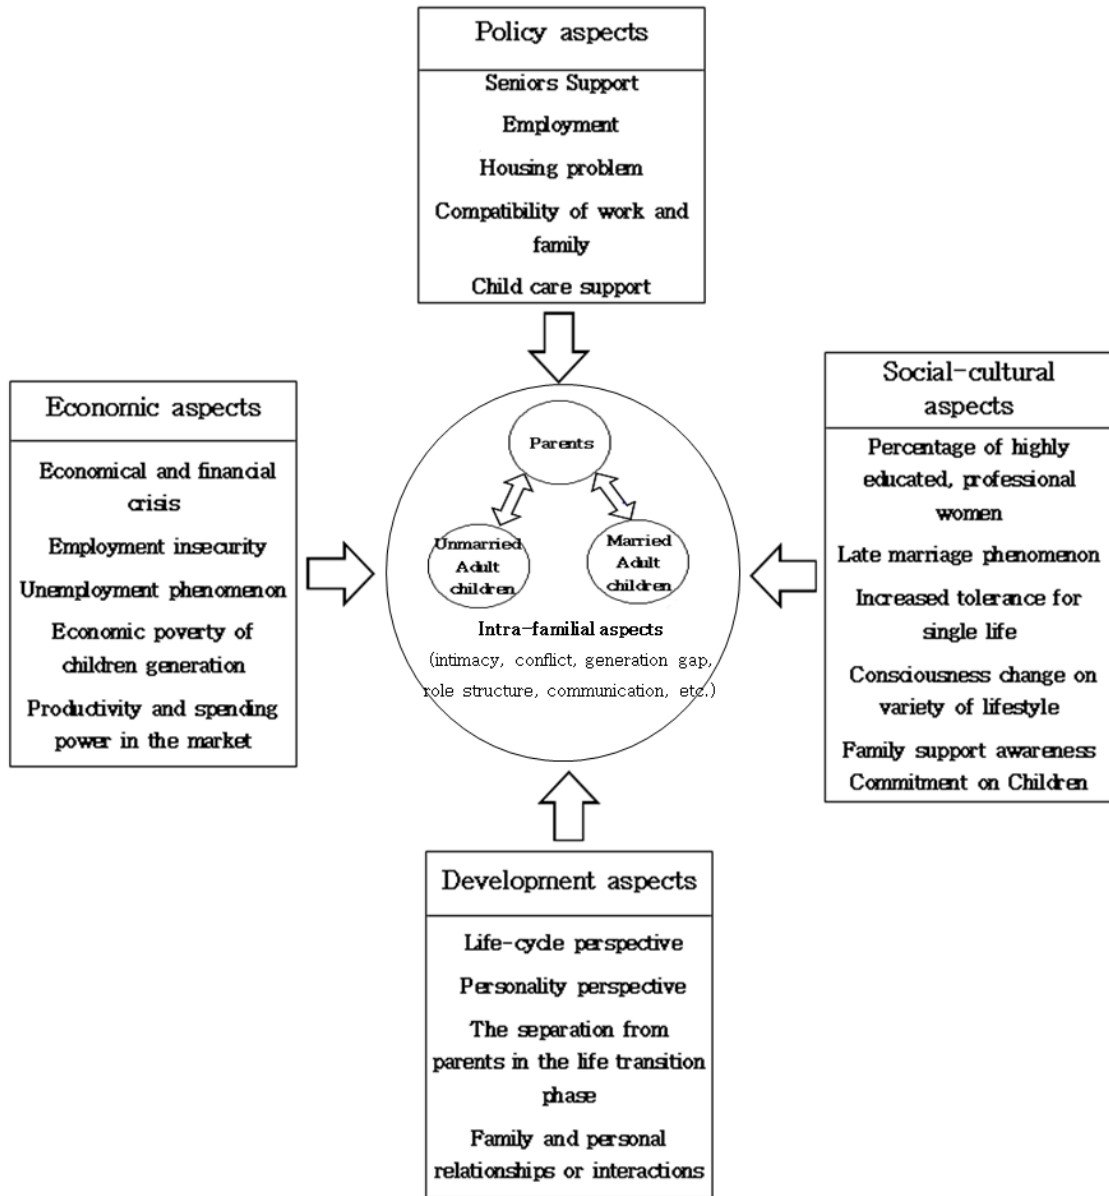 Policy aspects
Seniors Support
Employment
Housing problem
Compatibility of work and
family
Child care support
Economic aspects
Economical and financial
crisis
Employment insecurity
Unemployment phenomenon
Economic poverty of
children generation
Productivity and spending
power in the market
Parents
Unmarried
Adult
children
Married
Adult
children
Intra-familial aspects
(intimacy, conflict, generation gap,
role structure, communication, etc.)
Social-cultural
aspects
Percentage of highly
educated, professional
women
Late marriage phenomenon
Increased tolerance for
single life
Consciousness change on
variety of lifestyle
Family support awareness
Commitment on Children
Development aspects
Life-cycle perspective
Personality perspective
The separation from
parents in the life transition
phase
Family and personal
relationships or interactions